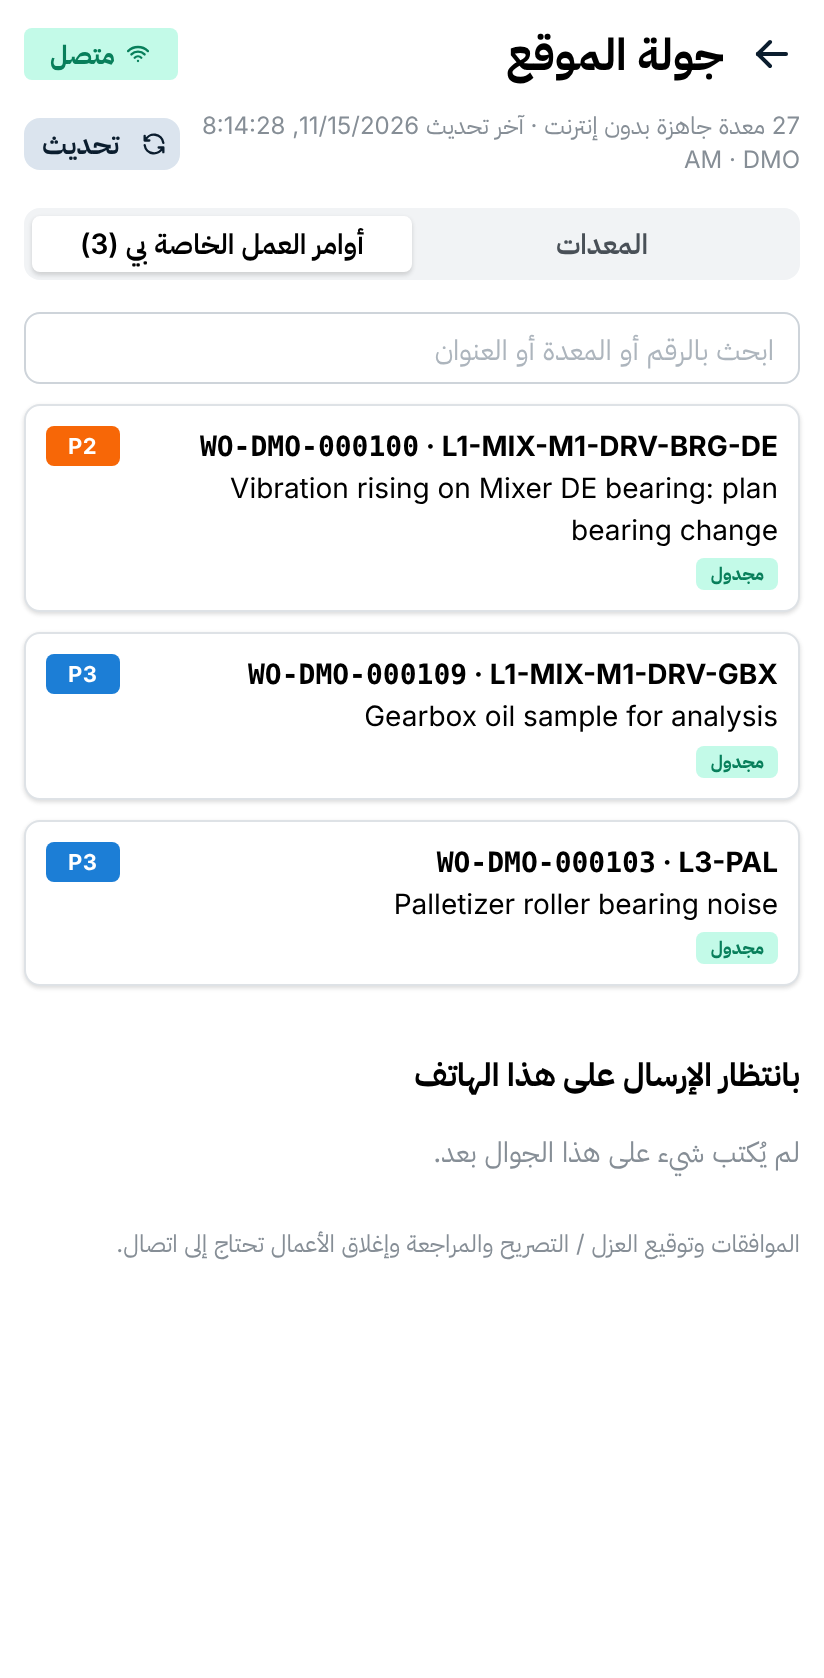 جولة الموقع
متصل
27 معدة جاهزة بدون إنترنت · آخر تحديث 11/15/2026, 8:14:28
AM · DMO
تحديث
المعدات
أوامر العمل الخاصة بي (3)
ابحث بالرقم أو المعدة أو العنوان
WO-DMO-000100 · L1-MIX-M1-DRV-BRG-DE
P2
Vibration rising on Mixer DE bearing: plan
bearing change
مجدول
WO-DMO-000109 · L1-MIX-M1-DRV-GBX
P3
Gearbox oil sample for analysis
مجدول
WO-DMO-000103 · L3-PAL
P3
Palletizer roller bearing noise
مجدول
بانتظار الإرسال على هذا الهاتف
لم يُكتب شيء على هذا الجوال بعد.
الموافقات وتوقيع العزل / التصريح والمراجعة وإغلاق الأعمال تحتاج إلى اتصال.